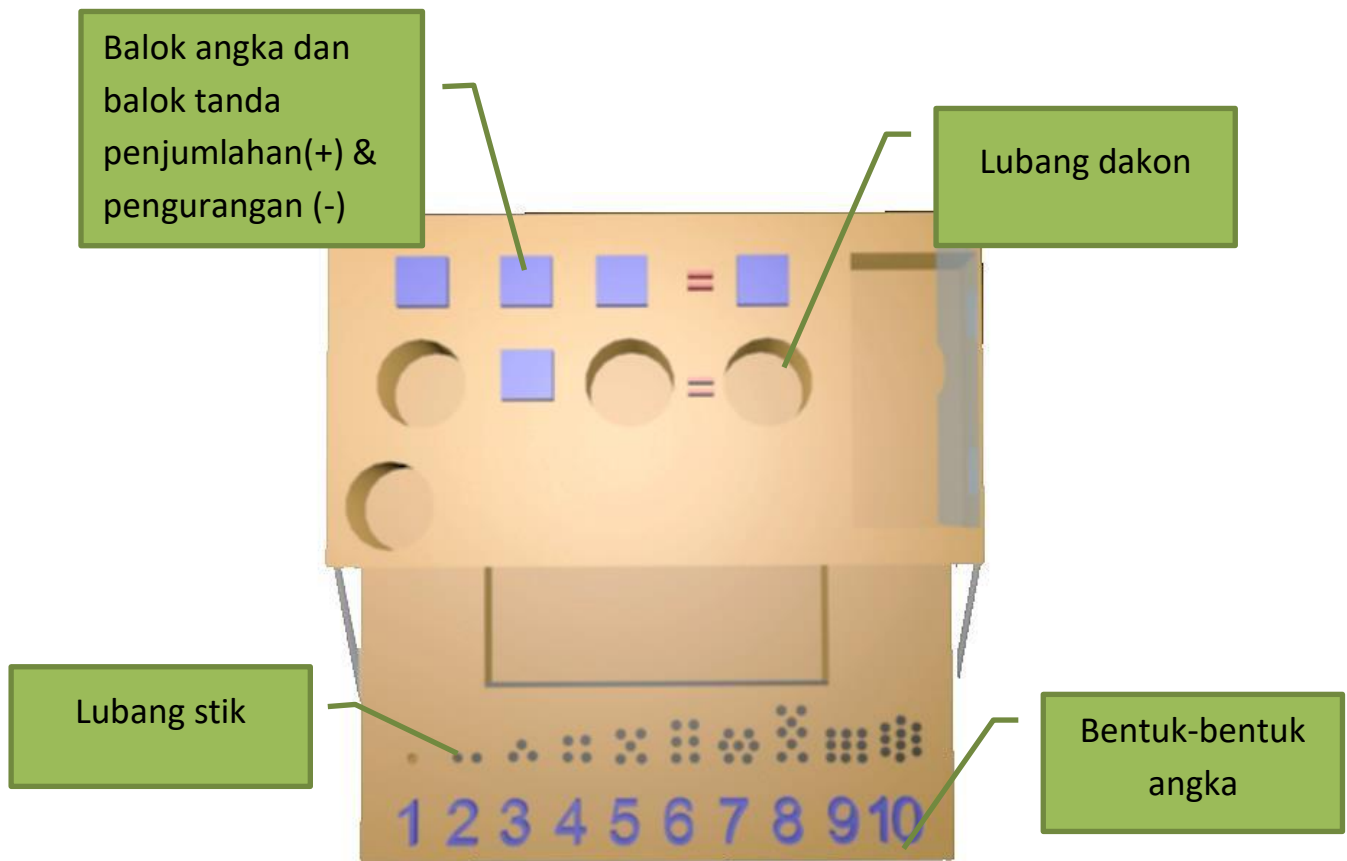 Balok angka dan
balok tanda
penjumlahan(+) &
pengurangan (-)
Lubang dakon
=
=
Lubang stik
Bentuk-bentuk
angka
1 2 3 4 5 6 7 8 9 10